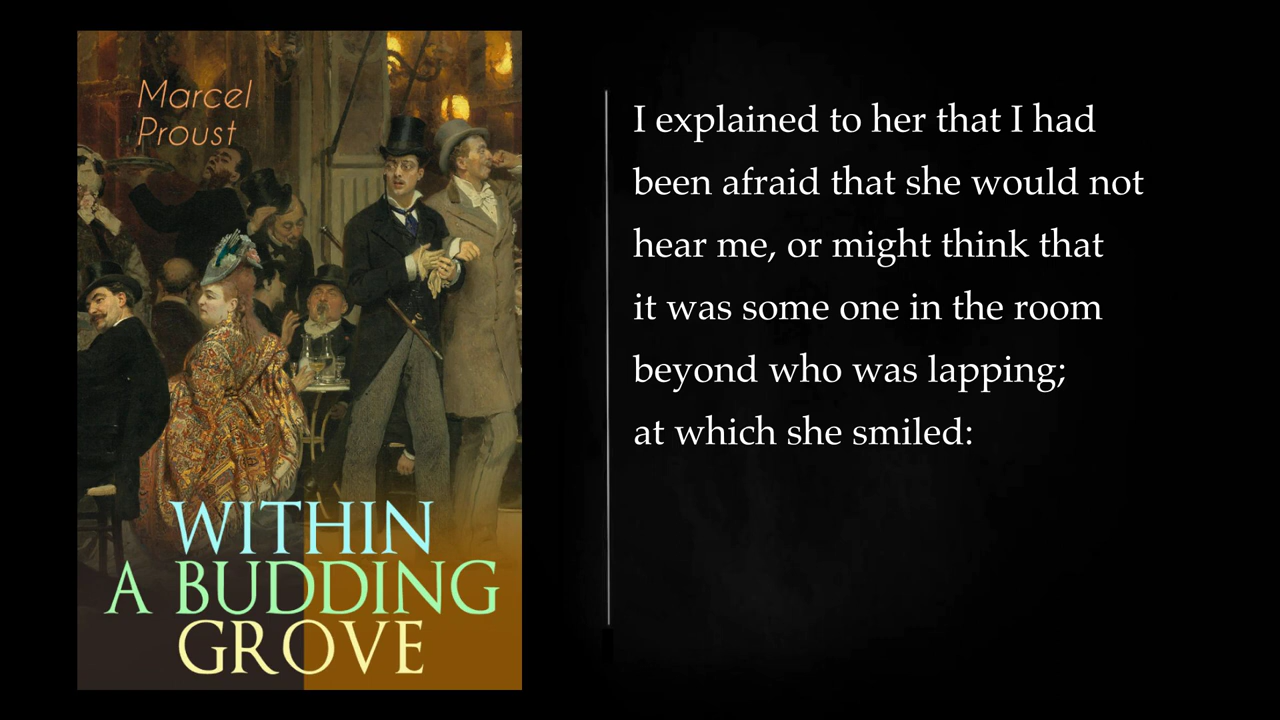 Marcel
Proust
WITHIN
A BUDDING
GROVE
I explained to her that I had
been afraid that she would not
hear me, or might think that
it was some one in the room
beyond who was lapping;
at which she smiled: